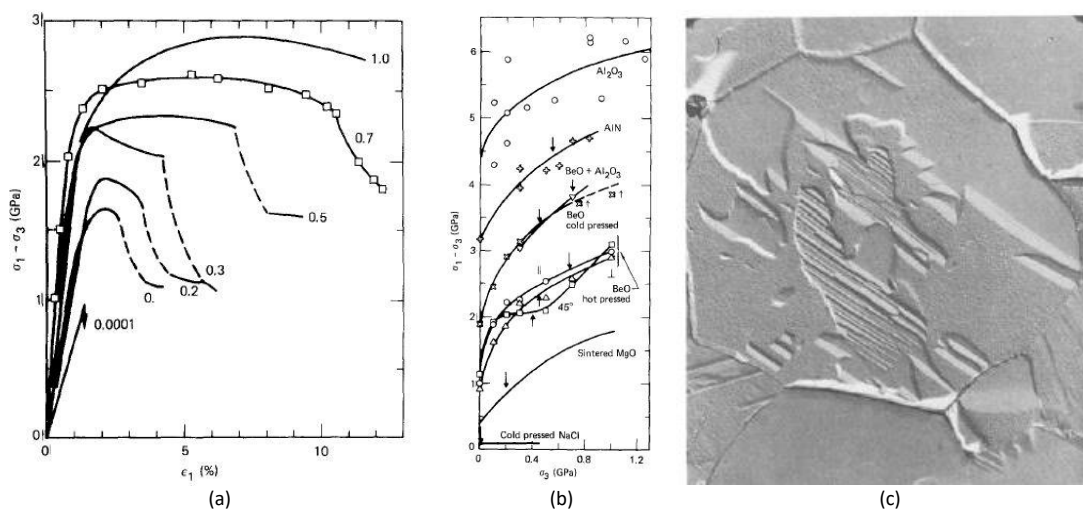 3
2
1
0
0
5
10
σ₁ − σ₃ (GPa)
ϵ₁ (%)
1.0
0.7
0.5
0.3
0.2
0.
0.0001
(a)
6
5
4
3
2
1
0
0
0.4
0.8
1.2
σ₁ − σ₃ (GPa)
σ₃ (GPa)
Al₂O₃
AlN
BeO + Al₂O₃
BeO
cold pressed
||
BeO
⊥
hot pressed
45°
Sintered MgO
Cold pressed NaCl
(b)
(c)